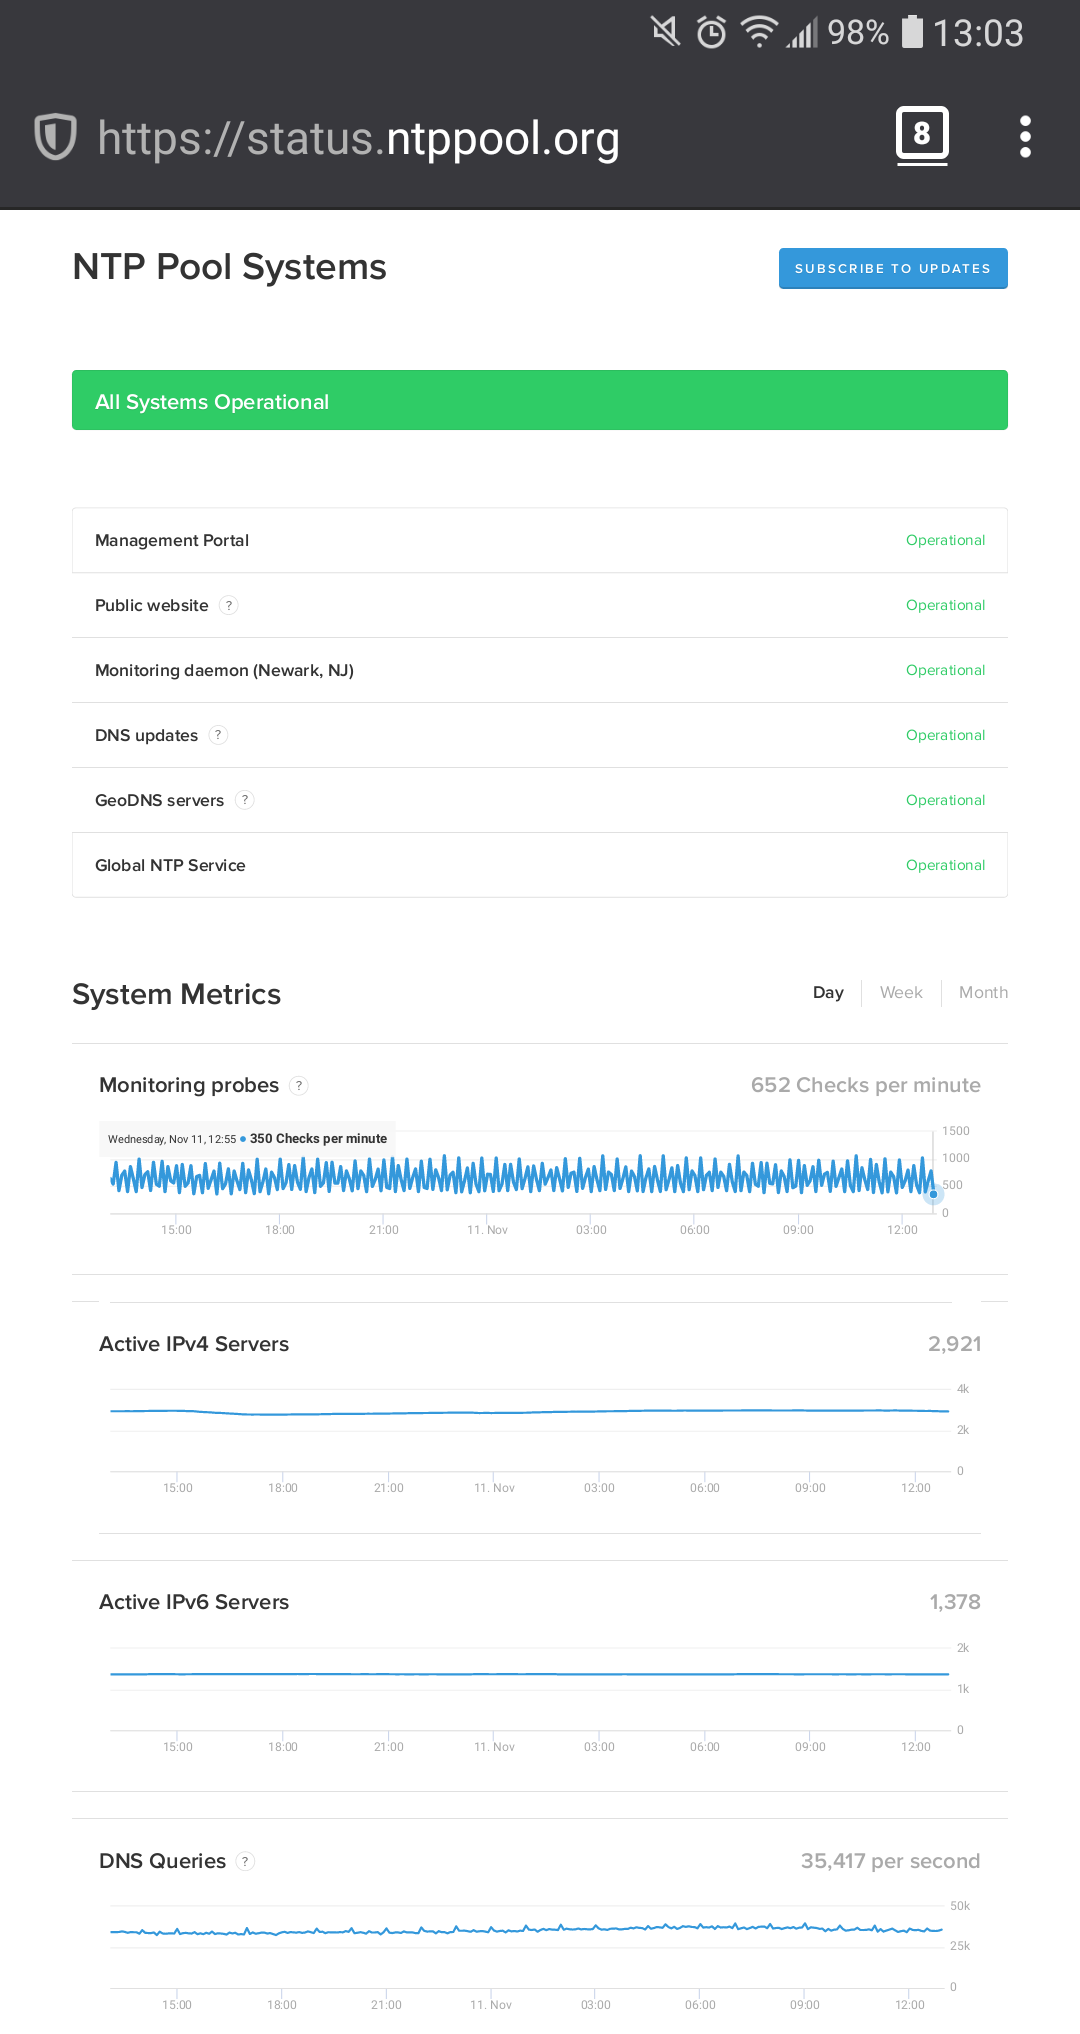 98% 13:03
https://status.ntppool.org 8
NTP Pool Systems
SUBSCRIBE TO UPDATES
All Systems Operational
Management Portal Operational
Public website ? Operational
Monitoring daemon (Newark, NJ) Operational
DNS updates ? Operational
GeoDNS servers ? Operational
Global NTP Service Operational
System Metrics Day Week Month
Monitoring probes ? 652 Checks per minute
Wednesday, Nov 11, 12:55 ● 350 Checks per minute
1500
1000
500
0
15:00 18:00 21:00 11. Nov 03:00 06:00 09:00 12:00
Active IPv4 Servers 2,921
4k
2k
0
15:00 18:00 21:00 11. Nov 03:00 06:00 09:00 12:00
Active IPv6 Servers 1,378
2k
1k
0
15:00 18:00 21:00 11. Nov 03:00 06:00 09:00 12:00
DNS Queries ? 35,417 per second
50k
25k
0
15:00 18:00 21:00 11. Nov 03:00 06:00 09:00 12:00